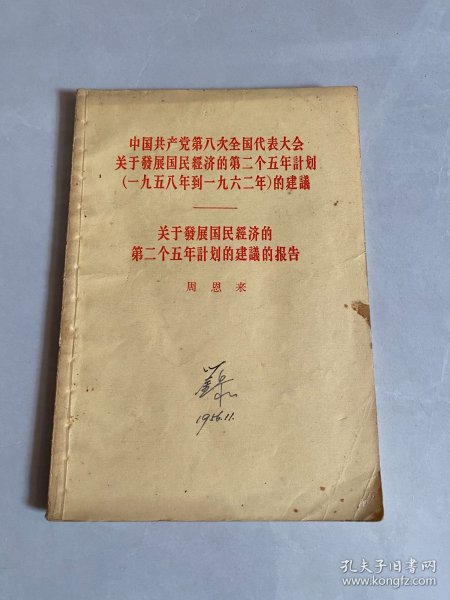 中国共产党第八次全国代表大会
关于發展国民經济的第二个五年計划
(一九五八年到一九六二年)的建議
关于發展国民經济的
第二个五年計划的建議的报告
周恩来
1956.11.
孔夫子旧书网
www.kongfz.com